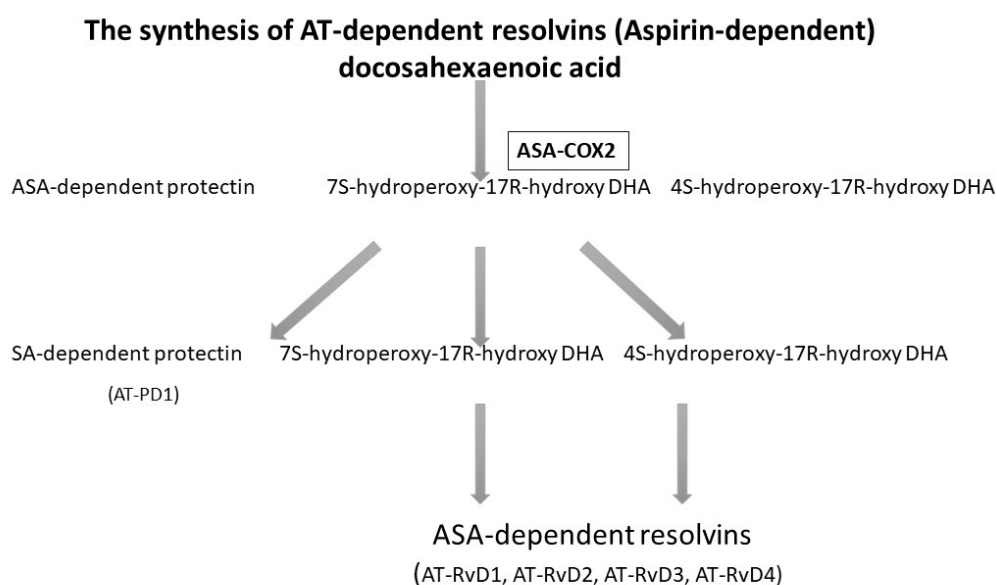 The synthesis of AT-dependent resolvins (Aspirin-dependent)
docosahexaenoic acid
ASA-COX2
ASA-dependent protectin 7S-hydroperoxy-17R-hydroxy DHA 4S-hydroperoxy-17R-hydroxy DHA
SA-dependent protectin 7S-hydroperoxy-17R-hydroxy DHA 4S-hydroperoxy-17R-hydroxy DHA
(AT-PD1)
ASA-dependent resolvins
(AT-RvD1, AT-RvD2, AT-RvD3, AT-RvD4)